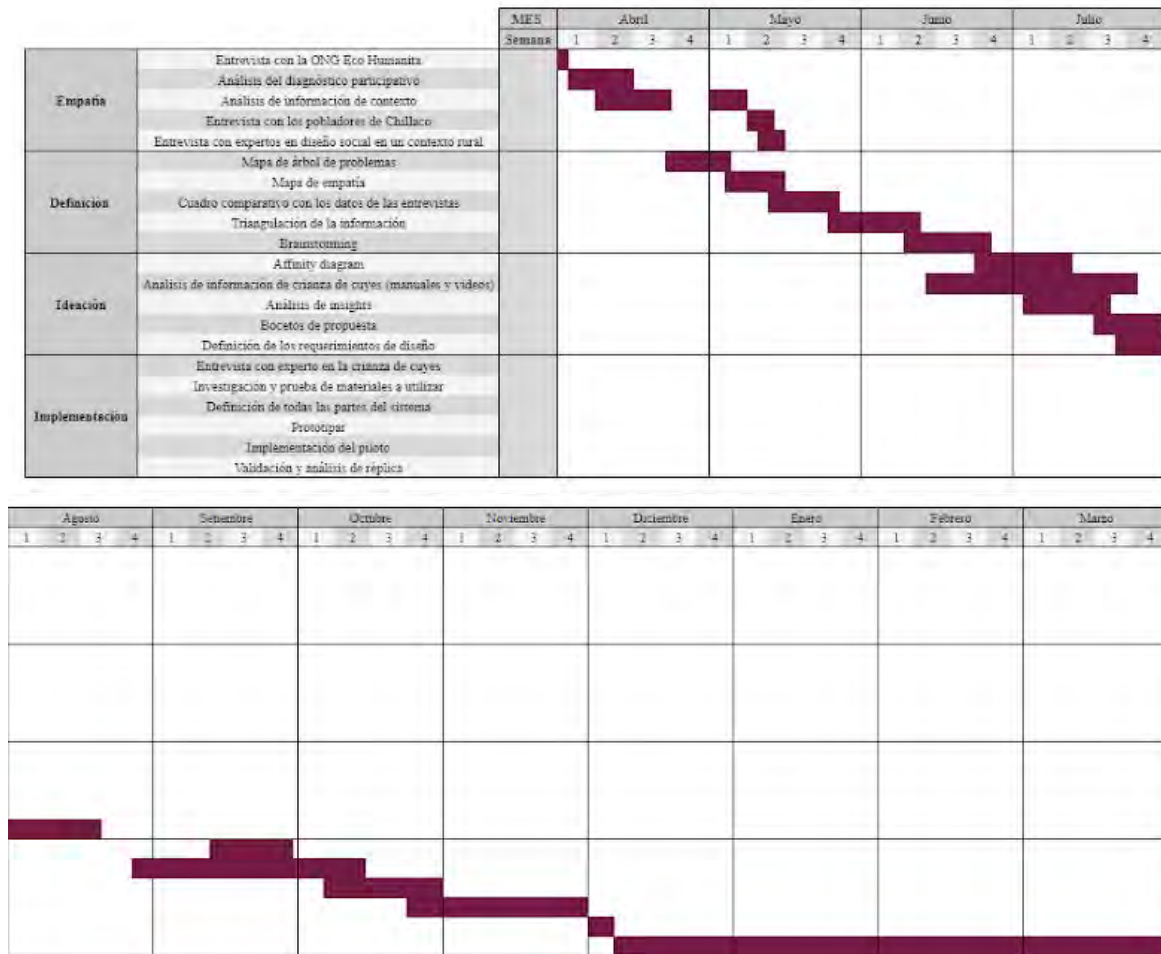 MES Abril Mayo Junio Julio
Semana 1 2 3 4 1 2 3 4 1 2 3 4 1 2 3 4
Empatía
Entrevista con la ONG Eco Humanita
Análisis del diagnóstico participativo
Análisis de información de contexto
Entrevista con los pobladores de Chillaco
Entrevista con expertos en diseño social en un contexto rural
Definición
Mapa de árbol de problemas
Mapa de empatía
Cuadro comparativo con los datos de las entrevistas
Triangulación de la información
Brainstorming
Ideación
Affinity diagram
Análisis de información de crianza de cuyes (manuales y videos)
Análisis de insights
Bocetos de propuesta
Definición de los requerimientos de diseño
Implementación
Entrevista con experto en la crianza de cuyes
Investigación y prueba de materiales a utilizar
Definición de todas las partes del sistema
Prototipar
Implementación del piloto
Validación y análisis de réplica
Agosto Setiembre Octubre Noviembre Diciembre Enero Febrero Marzo
1 2 3 4 1 2 3 4 1 2 3 4 1 2 3 4 1 2 3 4 1 2 3 4 1 2 3 4 1 2 3 4